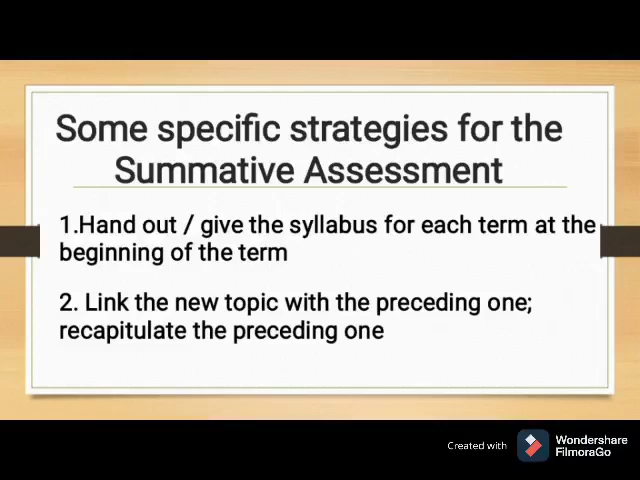 Some specific strategies for the
Summative Assessment
1.Hand out / give the syllabus for each term at the
beginning of the term
2. Link the new topic with the preceding one;
recapitulate the preceding one
Created with
Wondershare
FilmoraGo